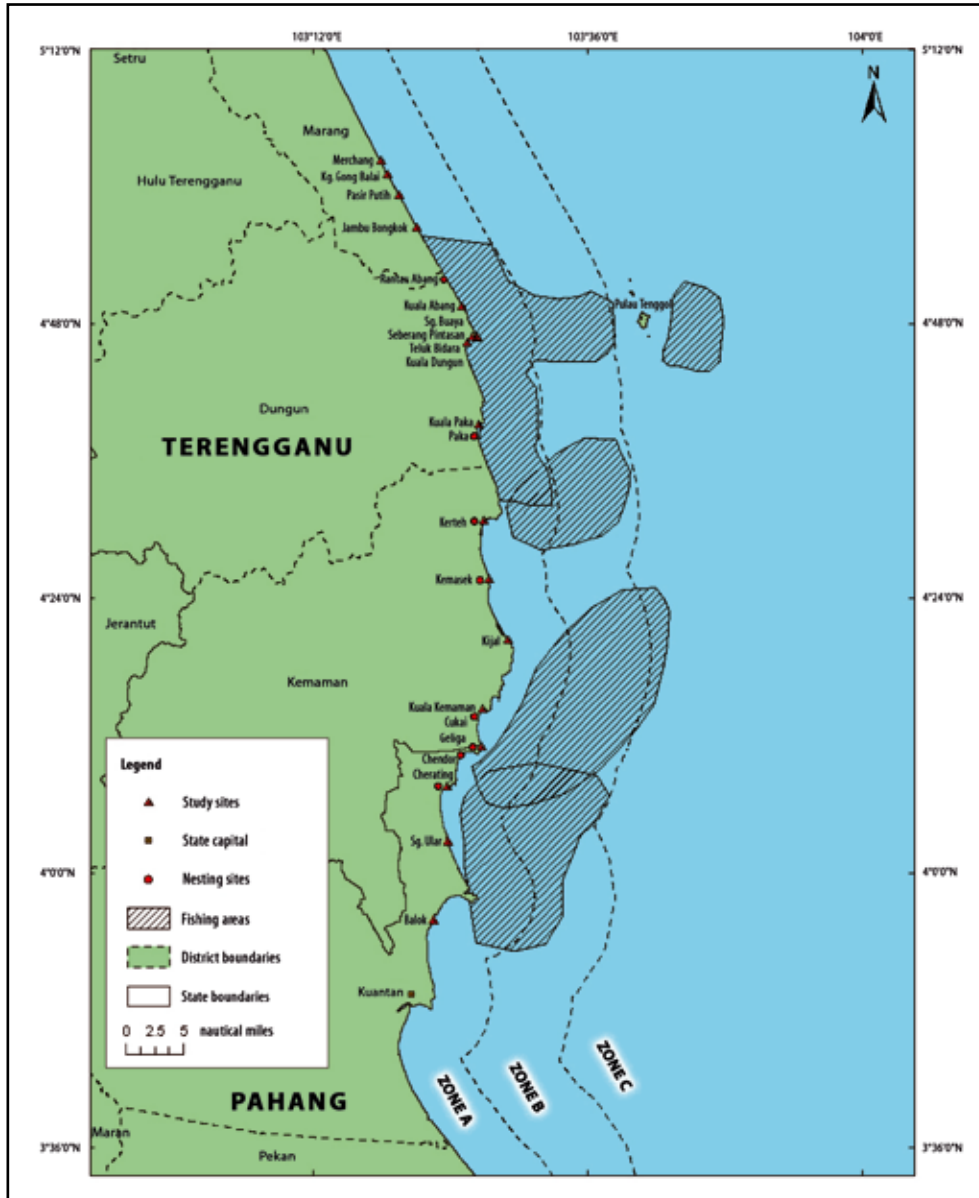 103°12'0"E
103°36'0"E
104°0'E
5°12'0"N
5°12'0"N
Setru
N
Marang
Merchang
Kg. Gong Balai
Hulu Terengganu
Pasir Putih
Jambu Bongkok
Rantau Abang
Kuala Abang
Pulau Tenggol
Sg. Buaya
4°48'0"N
4°48'0"N
Seberang Pintasan
Teluk Bidara
Kuala Dungun
Dungun
Kuala Paka
Paka
TERENGGANU
Kerteh
Kemasek
4°24'0"N
4°24'0"N
Jerantut
Kijal
Kemaman
Kuala Kemaman
Cukai
Geliga
Chendor
Cherating
Legend
Study sites
State capital
Nesting sites
Fishing areas
District boundaries
State boundaries
0 2.5 5 nautical miles
Sg. Ular
4°0'0"N
4°0'0"N
Balok
Kuantan
ZONE A
ZONE B
ZONE C
PAHANG
Maran
3°36'0"N
3°36'0"N
Pekan